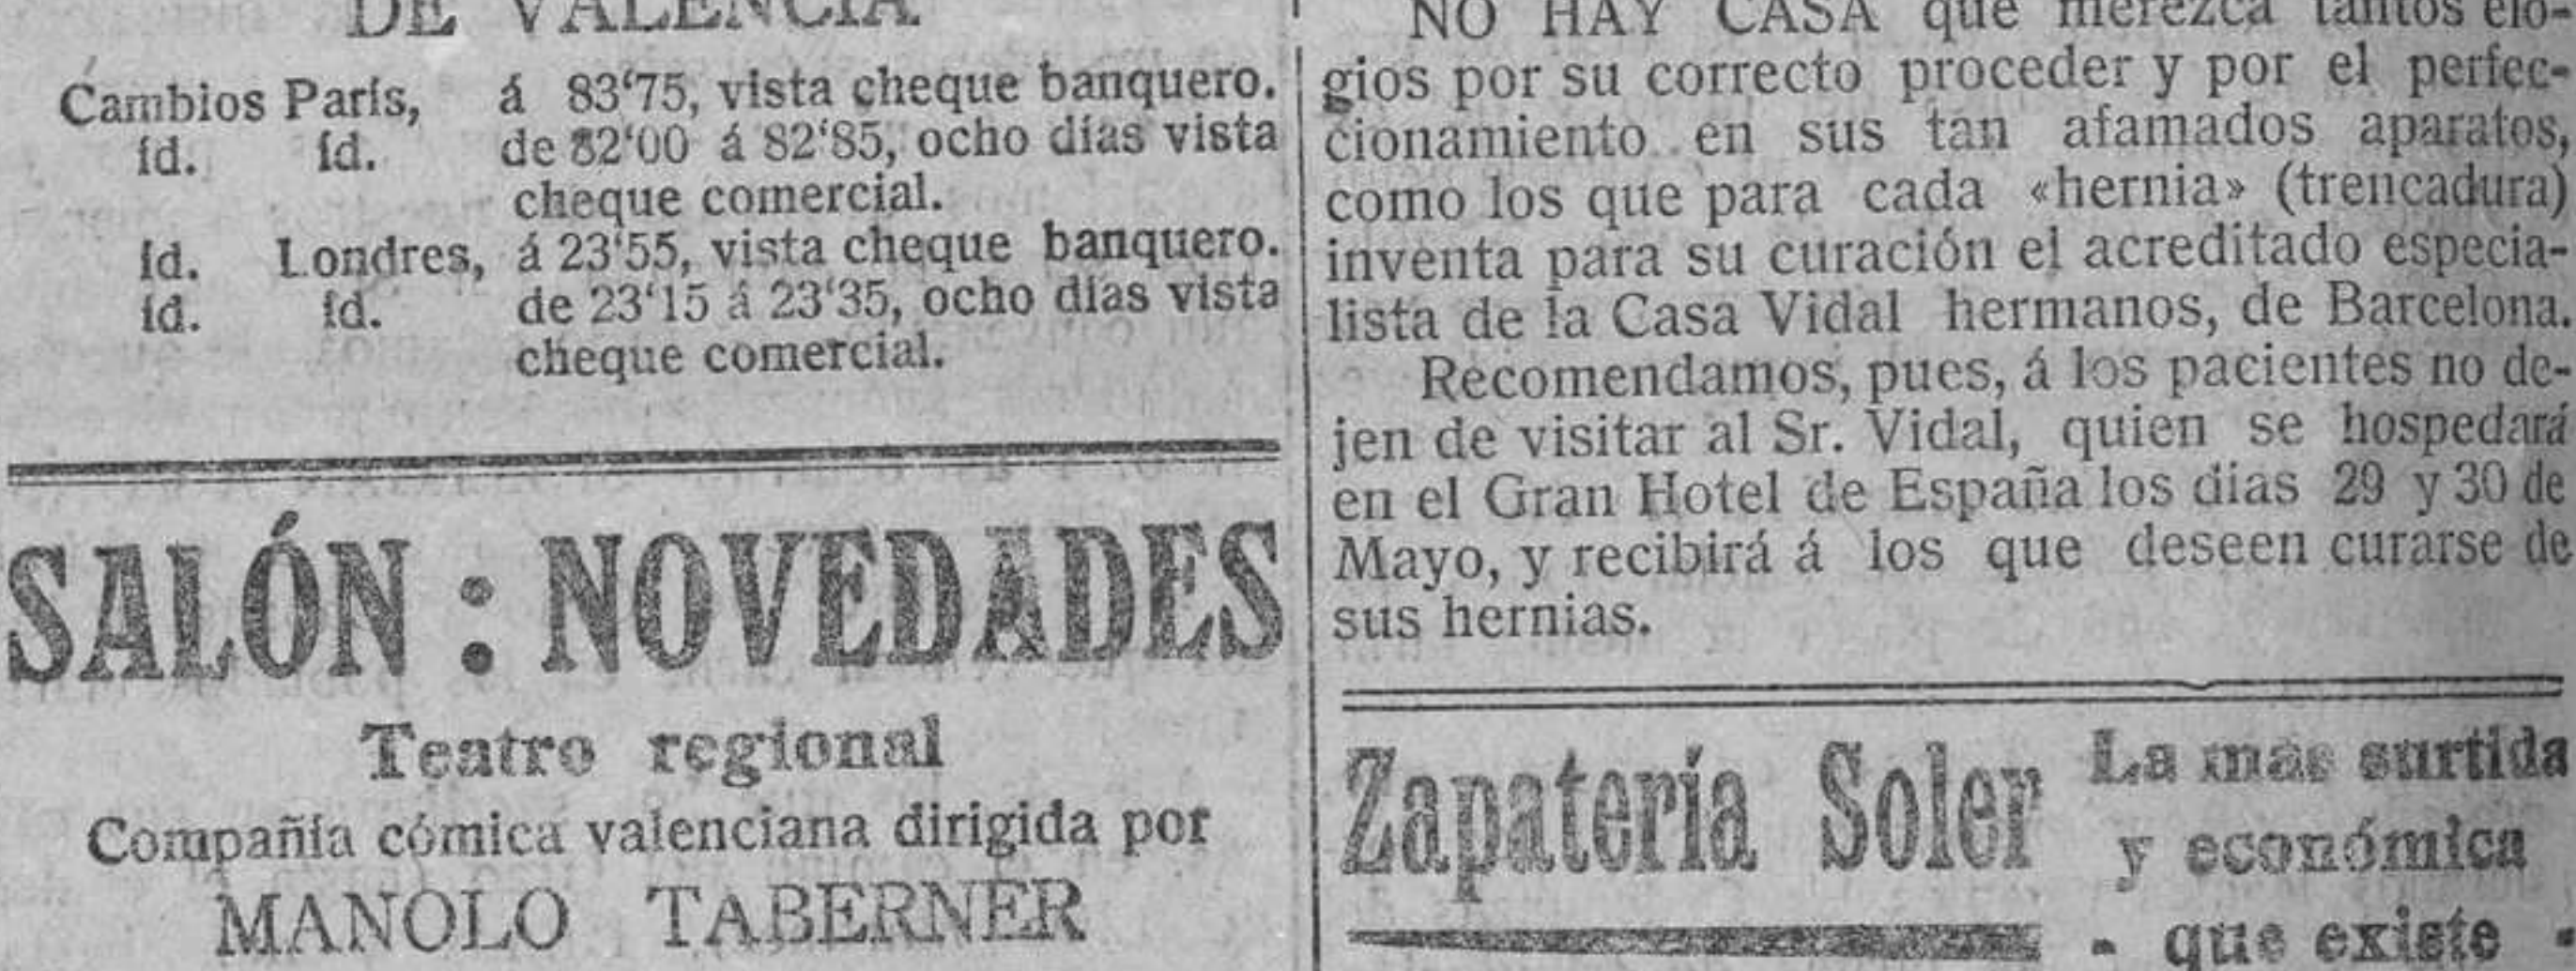 DE VALENCIA
Cambios París, á 83'75, vista cheque banquero.
íd. íd. de 82'00 á 82'85, ocho días vista
cheque comercial.
íd. Londres, á 23'55, vista cheque banquero.
íd. íd. de 23'15 á 23'35, ocho días vista
cheque comercial.
SALÓN : NOVEDADES
Teatro regional
Compañía cómica valenciana dirigida por
MANOLO TABERNER
NO HAY CASA que merezca tantos elo-
gios por su correcto proceder y por el perfec-
cionamiento en sus tan afamados aparatos,
como los que para cada «hernia» (trencadura)
inventa para su curación el acreditado especia-
lista de la Casa Vidal hermanos, de Barcelona.
Recomendamos, pues, á los pacientes no de-
jen de visitar al Sr. Vidal, quien se hospedará
en el Gran Hotel de España los días 29 y 30 de
Mayo, y recibirá á los que deseen curarse de
sus hernias.
Zapatería Soler
La mas surtida
y económica
- que existe -